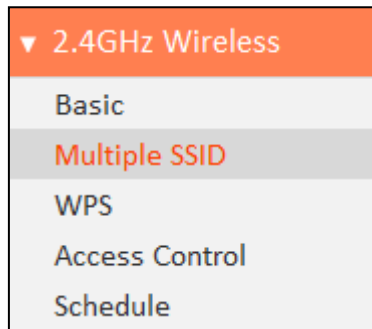 2.4GHz Wireless
Basic
Multiple SSID
WPS
Access Control
Schedule